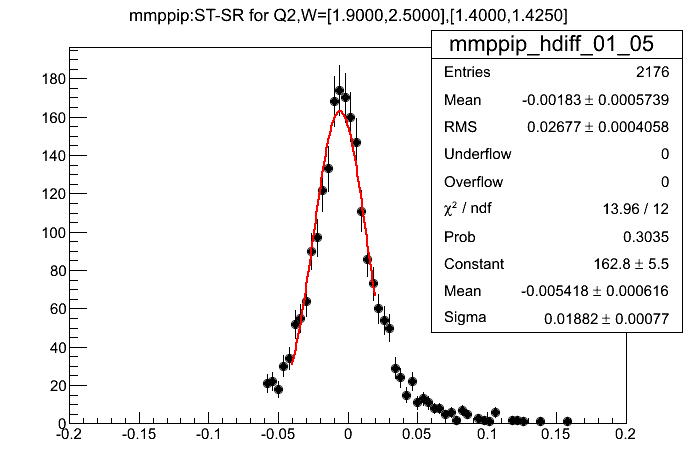 mmppip:ST-SR for Q2,W=[1.9000,2.5000],[1.4000,1.4250]
mmppip_hdiff_01_05
Entries 2176
Mean -0.00183 ± 0.0005739
RMS 0.02677 ± 0.0004058
Underflow 0
Overflow 0
χ² / ndf 13.96 / 12
Prob 0.3035
Constant 162.8 ± 5.5
Mean -0.005418 ± 0.000616
Sigma 0.01882 ± 0.00077
180
160
140
120
100
80
60
40
20
0
-0.2 -0.15 -0.1 -0.05 0 0.05 0.1 0.15 0.2